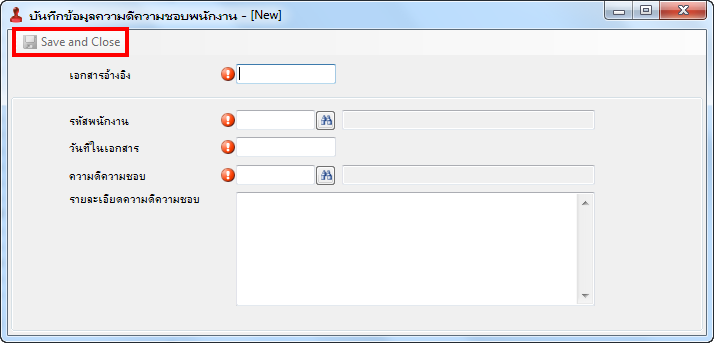 บันทึกข้อมูลความดีความชอบพนักงาน - [New]
Save and Close
เอกสารอ้างอิง
รหัสพนักงาน
วันที่ในเอกสาร
ความดีความชอบ
รายละเอียดความดีความชอบ